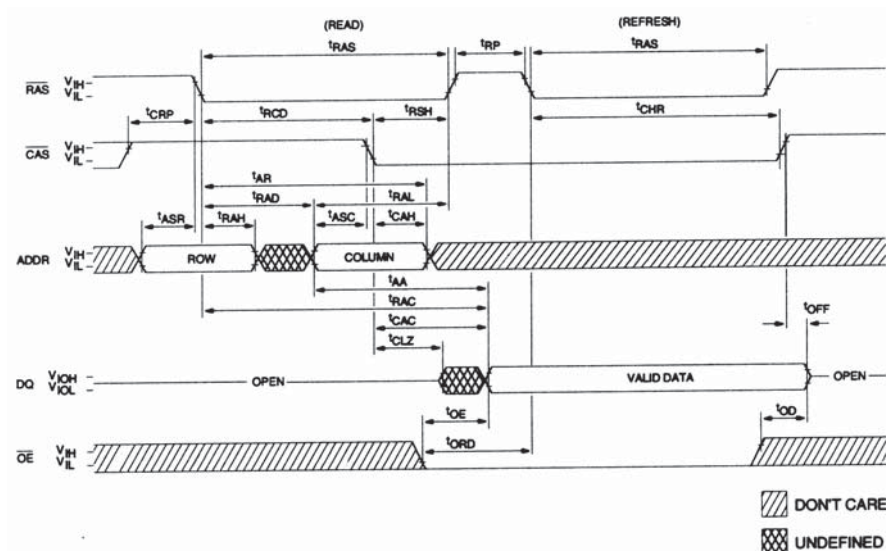 (READ) (REFRESH)
tRAS tRP tRAS
RAS VIH VIL
tCRP tRCD tRSH tCHR
CAS VIH VIL
tAR
tRAD tRAL
tASR tRAH tASC tCAH
ADDR VIH VIL ROW COLUMN
tAA
tRAC
tOFF
tCAC
tCLZ
DQ VIOH VIOL OPEN VALID DATA OPEN
tOE tOD
tORD
OE VIH VIL
DON'T CARE
UNDEFINED